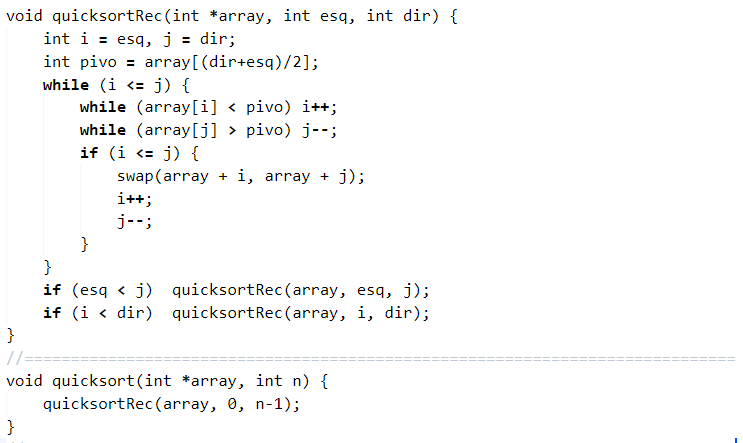 void quicksortRec(int *array, int esq, int dir) {
    int i = esq, j = dir;
    int pivo = array[(dir+esq)/2];
    while (i <= j) {
        while (array[i] < pivo) i++;
        while (array[j] > pivo) j--;
        if (i <= j) {
            swap(array + i, array + j);
            i++;
            j--;
        }
    }
    if (esq < j)  quicksortRec(array, esq, j);
    if (i < dir)  quicksortRec(array, i, dir);
}
//=============================================================================
void quicksort(int *array, int n) {
    quicksortRec(array, 0, n-1);
}